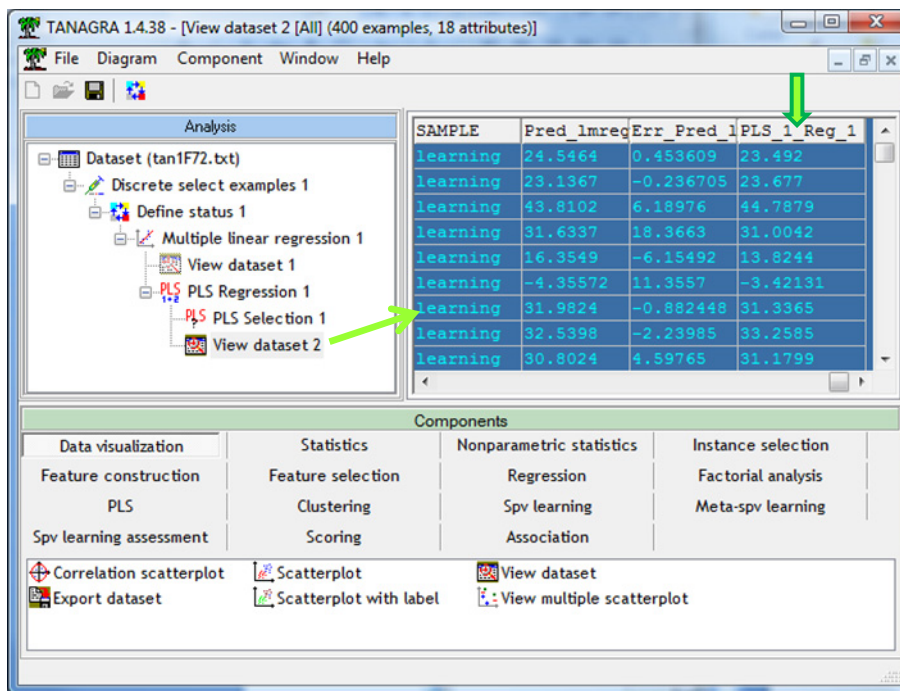 TANAGRA 1.4.38 - [View dataset 2 [All] (400 examples, 18 attributes)]
File Diagram Component Window Help
Analysis
Dataset (tan1F72.txt)
Discrete select examples 1
Define status 1
Multiple linear regression 1
View dataset 1
PLS Regression 1
PLS Selection 1
View dataset 2
SAMPLE Pred_lmreg Err_Pred_l PLS_1_Reg_1
learning 24.5464 0.453609 23.492
learning 23.1367 -0.236705 23.677
learning 43.8102 6.18976 44.7879
learning 31.6337 18.3663 31.0042
learning 16.3549 -6.15492 13.8244
learning -4.35572 11.3557 -3.42131
learning 31.9824 -0.882448 31.3365
learning 32.5398 -2.23985 33.2585
learning 30.8024 4.59765 31.1799
Components
Data visualization Statistics Nonparametric statistics Instance selection
Feature construction Feature selection Regression Factorial analysis
PLS Clustering Spv learning Meta-spv learning
Spv learning assessment Scoring Association
Correlation scatterplot Scatterplot View dataset
Export dataset Scatterplot with label View multiple scatterplot